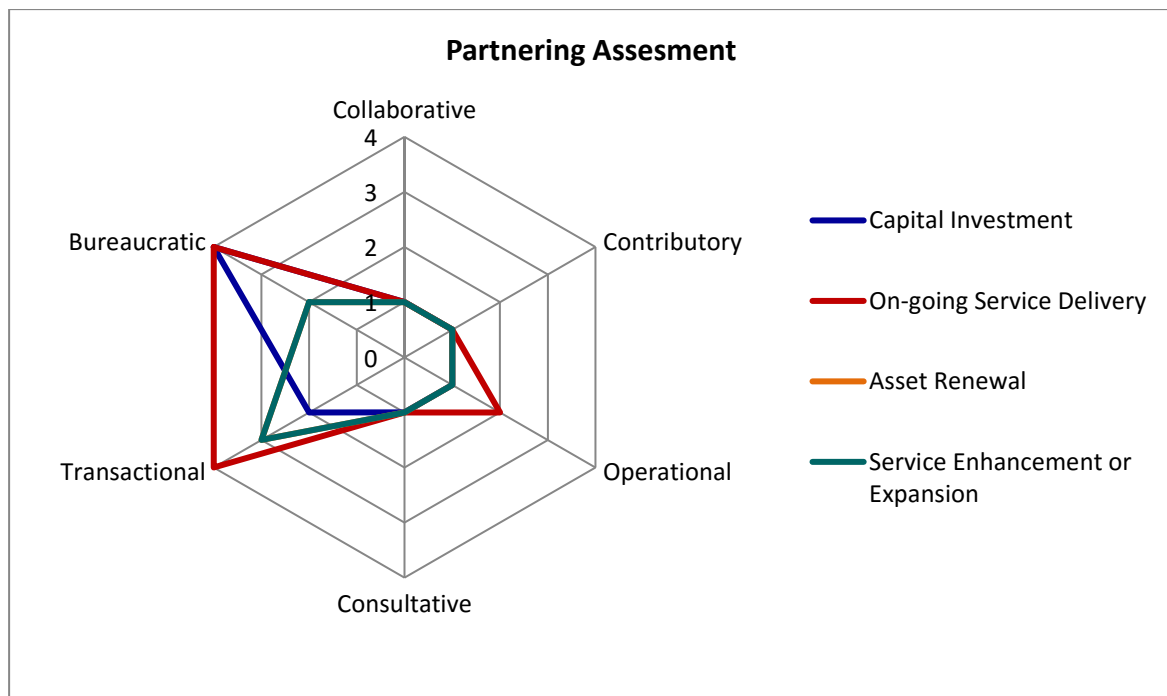 Partnering Assesment
Collaborative
4
3
2
1
0
Bureaucratic
Contributory
Transactional
Operational
Consultative
Capital Investment
On-going Service Delivery
Asset Renewal
Service Enhancement or
Expansion